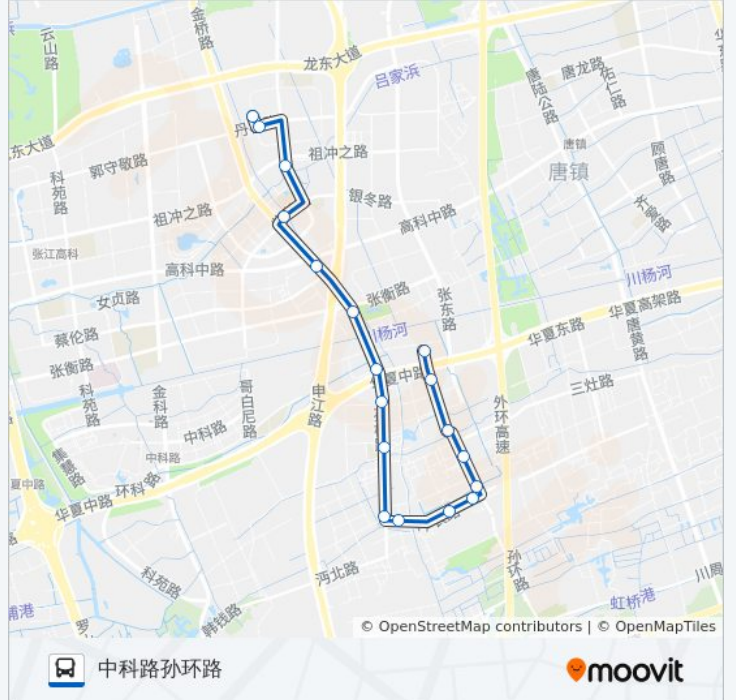 金桥路
云山路
龙东大道
吕家浜
唐陆公路
唐龙路
佑仁路
丹
东大道
郭守敬路
祖冲之路
唐镇
唐镇
顾唐路
科苑路
银冬路
齐爱路
祖冲之路
高科中路
张江高科
高科中路
川杨河
女贞路
张衡路
张东路
华夏高架路
川杨河
华夏东路
唐黄路
蔡伦路
张衡路
华夏中路
三灶路
科苑路
金科路
哥白尼路
申江路
外环高速
中科路
集慧路
中科路
夏中路
环科路
华夏中路
孙环路
科苑路
沔北路
川周
虹桥港
浦港
韩钱路
罗
© OpenStreetMap contributors | © OpenMapTiles
中科路孙环路
moovit